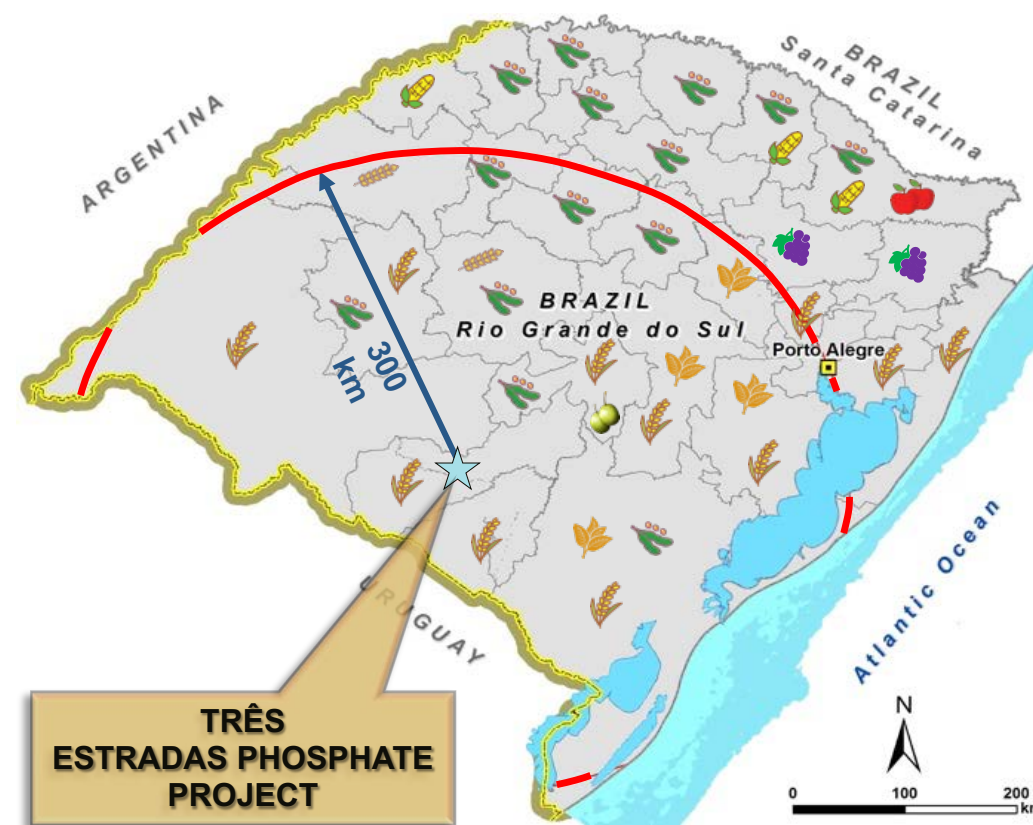 BRAZIL
Santa Catarina
ARGENTINA
BRAZIL
Rio Grande do Sul
300
km
Porto Alegre
URUGUAY
Atlantic Ocean
TRÊS
ESTRADAS PHOSPHATE
PROJECT
N
0 100 200
km